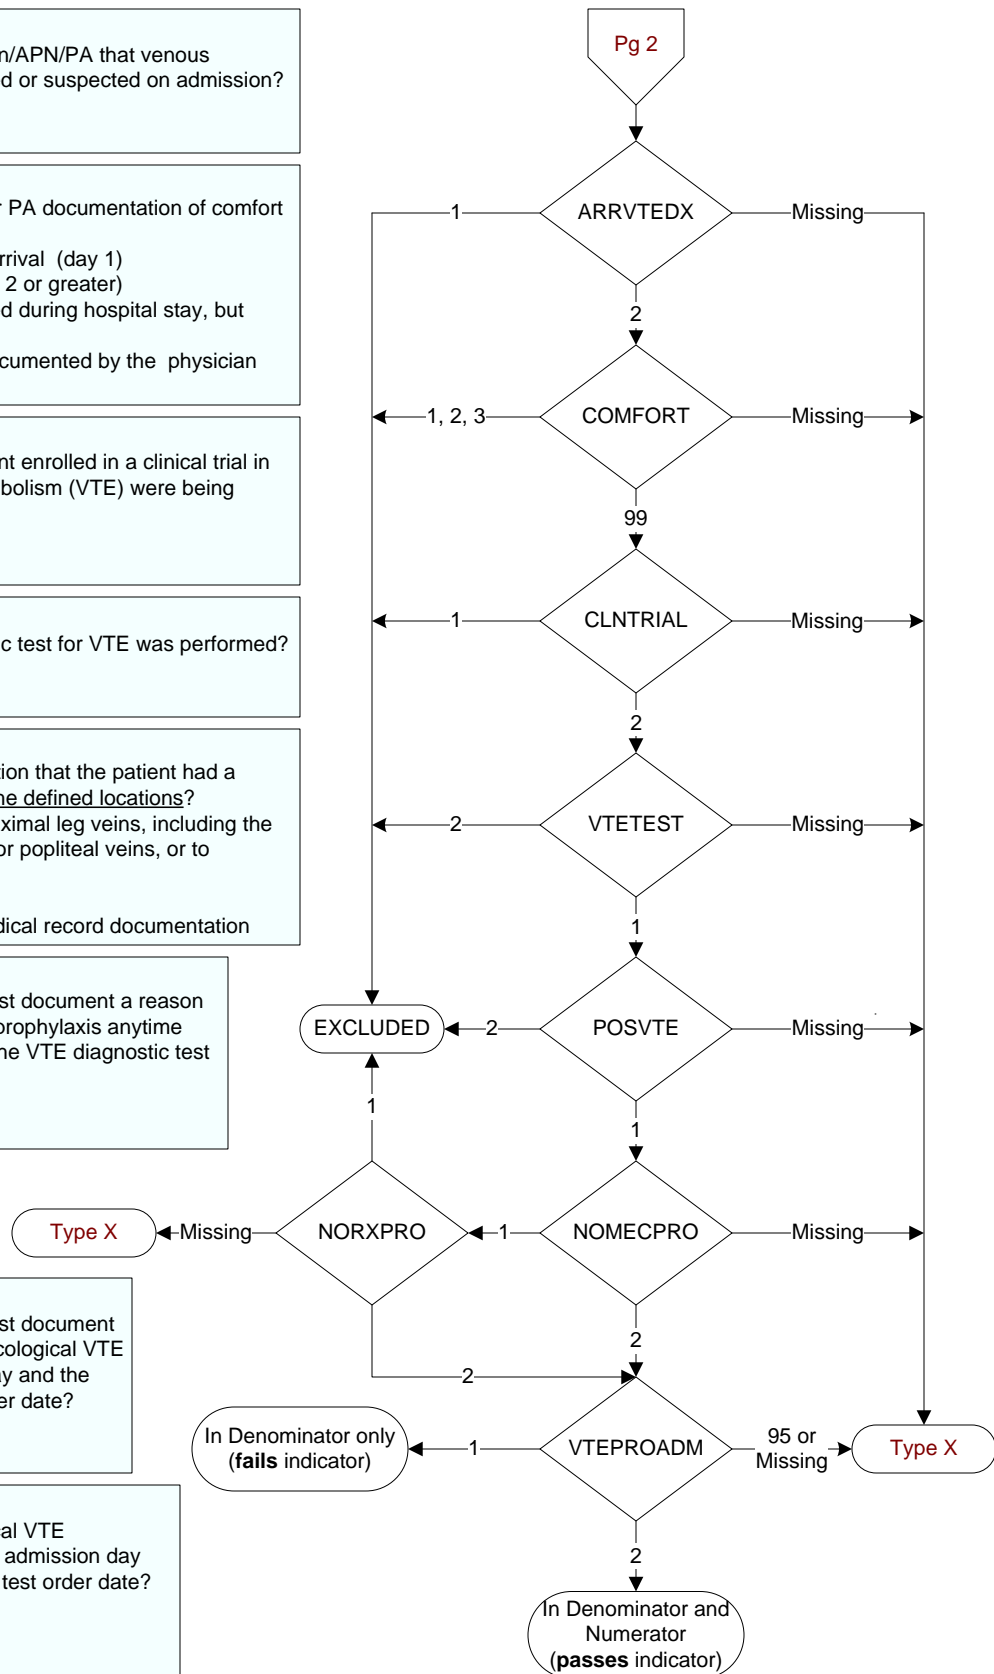 n/APN/PA that venous
ed or suspected on admission?
r PA documentation of comfort
rrival (day 1)
2 or greater)
ed during hospital stay, but
cumented by the physician
nt enrolled in a clinical trial in
bolism (VTE) were being
ic test for VTE was performed?
tion that the patient had a
he defined locations?
ximal leg veins, including the
or popliteal veins, or to
dical record documentation
st document a reason
prophylaxis anytime
he VTE diagnostic test
st document
cological VTE
ay and the
er date?
cal VTE
admission day
test order date?
Pg 2
ARRVTEDX
1
Missing
2
COMFORT
1, 2, 3
Missing
99
CLNTRIAL
1
Missing
2
VTETEST
2
Missing
1
EXCLUDED
2
POSVTE
Missing
1
1
Type X
Missing
NORXPRO
1
NOMECPRO
Missing
2
2
In Denominator only
(fails indicator)
1
VTEPROADM
95 or
Missing
Type X
2
In Denominator and
Numerator
(passes indicator)